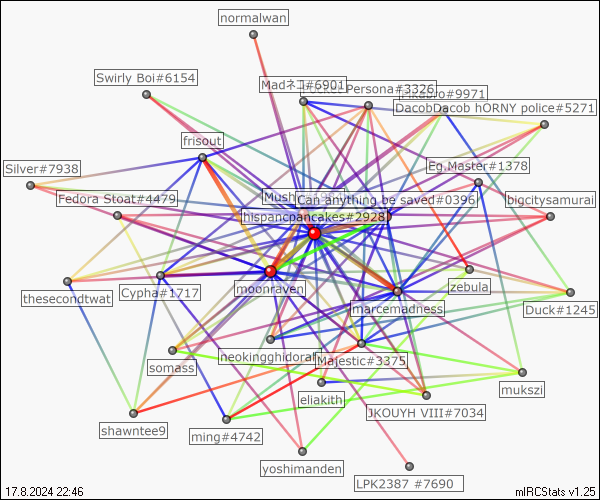 normalwan
Swirly Boi#6154
Madネコ#6901
Persona#3326
#9971
DacobDacob hORNY police#5271
frisout
Silver#7938
Eg.Master#1378
Fedora Stoat#4479
Mush
Can anything be saved#0396
bigcitysamurai
hispancpancakes#2928
thesecondtwat
Cypha#1717
moonraven
zebula
marcemadness
Duck#1245
somass
neokingghidorah
Majestic#3375
eliakith
mukszi
JKOUYH VIII#7034
shawntee9
ming#4742
yoshimanden
LPK2387 #7690
17.8.2024 22:46
mIRCStats v1.25